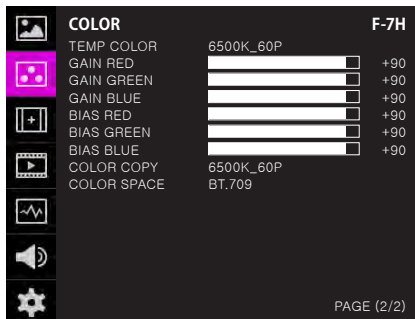 COLOR F-7H
TEMP COLOR 6500K_60P
GAIN RED +90
GAIN GREEN +90
GAIN BLUE +90
BIAS RED +90
BIAS GREEN +90
BIAS BLUE +90
COLOR COPY 6500K_60P
COLOR SPACE BT.709
PAGE (2/2)